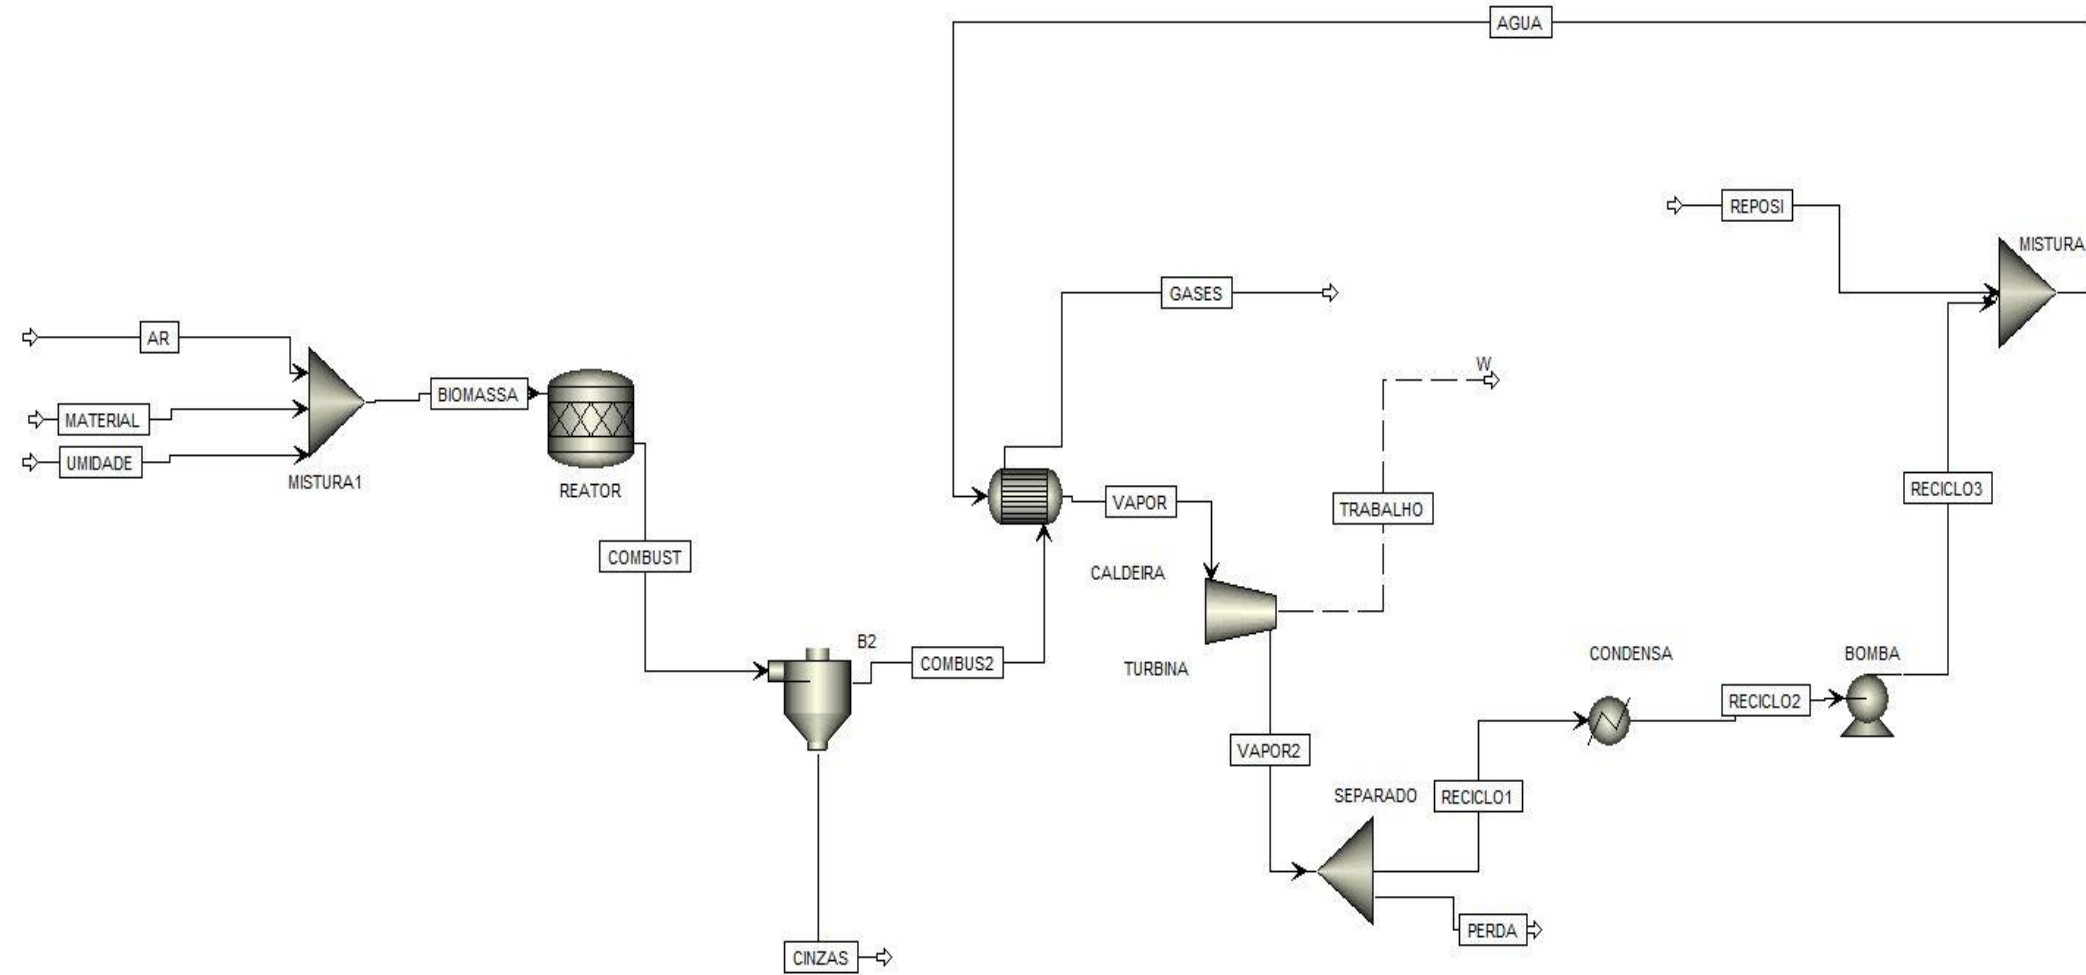 AGUA
REPOSI
MISTURA
GASES
AR
W
BIOMASSA
MATERIAL
UMIDADE
MISTURA1
REATOR
RECICLO3
VAPOR
TRABALHO
COMBUST
CALDEIRA
B2
COMBUS2
TURBINA
CONDENSA
BOMBA
RECICLO2
VAPOR2
SEPARADO
RECICLO1
PERDA
CINZAS